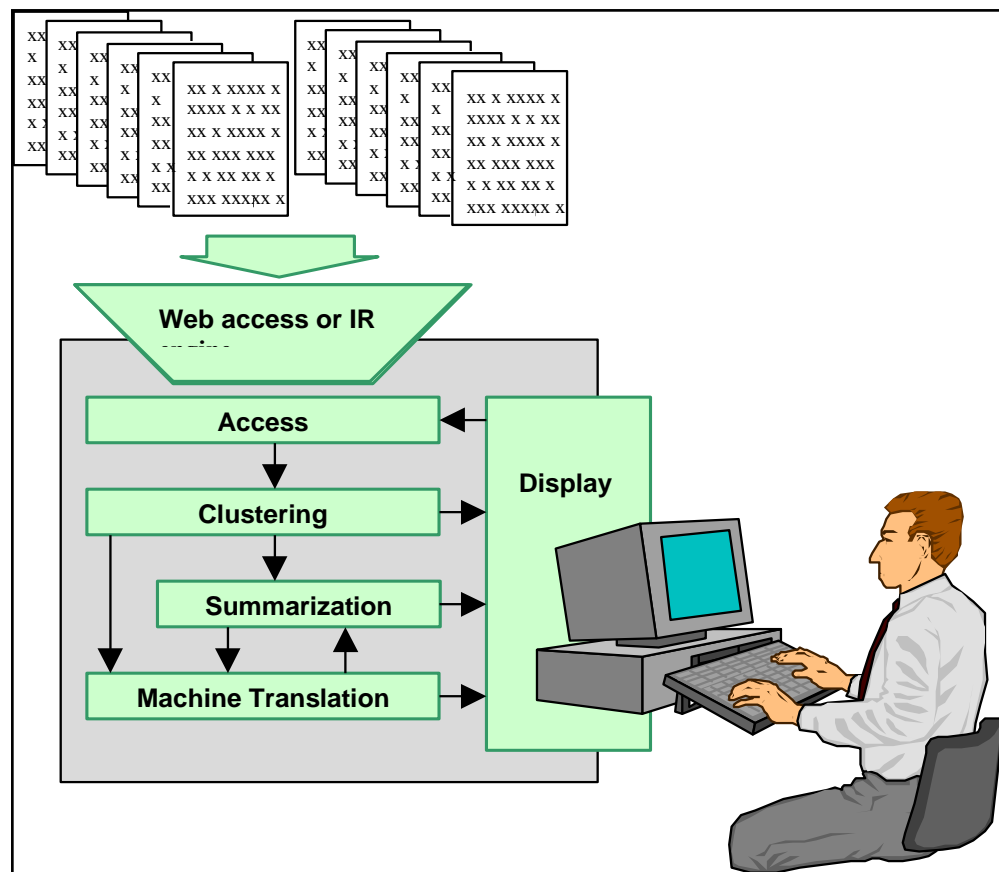 xx x xxxx x
xxxx x x xx
xx x xxxx x
xx xxx xxx
x x xx xx x
xxx xxxxx x
xx x xxxx x
xxxx x x xx
xx x xxxx x
xx xxx xxx
x x xx xx x
xxx xxxxx x
Web access or IR
Access
Display
Clustering
Summarization
Machine Translation